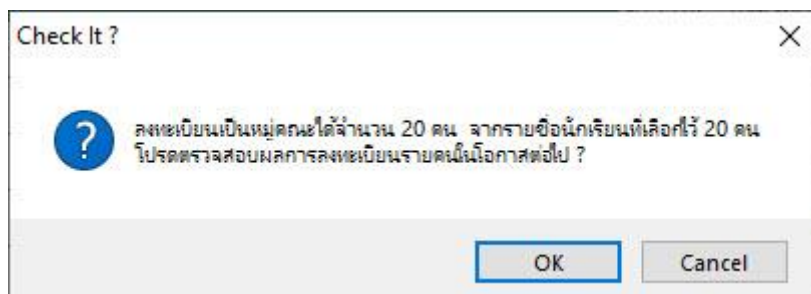 Check It ?
ลงทะเบียนเป็นหมู่คณะได้จำนวน 20 คน จากรายชื่อนักเรียนที่เลือกไว้ 20 คน
โปรดตรวจสอบผลการลงทะเบียนรายคนในโอกาสต่อไป ?
OK
Cancel